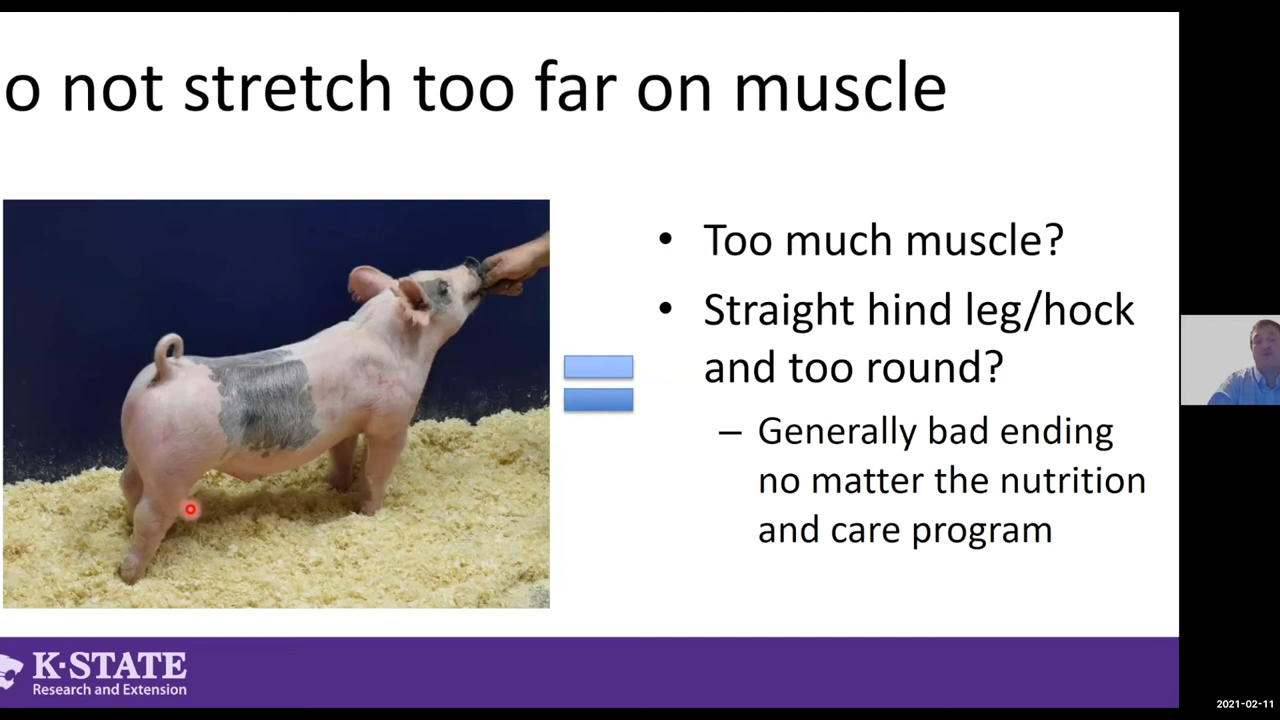 o not stretch too far on muscle
• Too much muscle?
• Straight hind leg/hock
and too round?
– Generally bad ending
no matter the nutrition
and care program
K·STATE
Research and Extension
2021-02-11